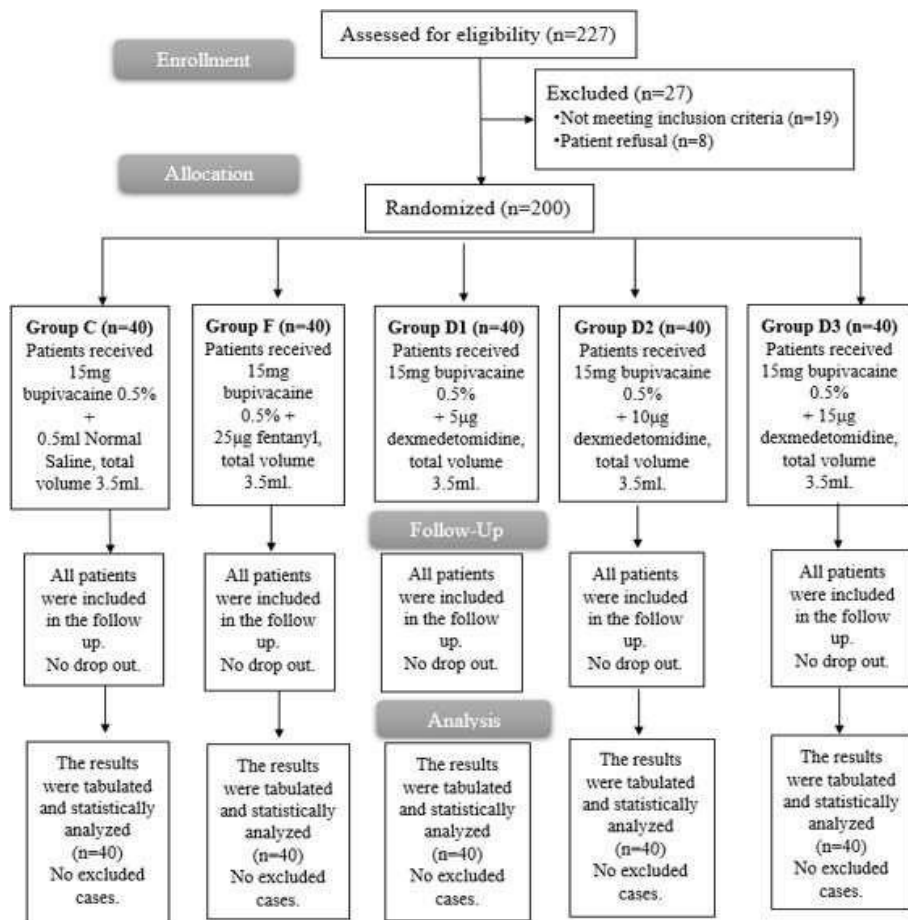 Assessed for eligibility (n=227)
Enrollment
Excluded (n=27)
•Not meeting inclusion criteria (n=19)
•Patient refusal (n=8)
Allocation
Randomized (n=200)
Group C (n=40)
Patients received
15mg
bupivacaine 0.5%
+
0.5ml Normal
Saline, total
volume 3.5ml.
Group F (n=40)
Patients received
15mg
bupivacaine
0.5% +
25µg fentanyl,
total volume
3.5ml.
Group D1 (n=40)
Patients received
15mg bupivacaine
0.5%
+ 5µg
dexmedetomidine,
total volume
3.5ml.
Group D2 (n=40)
Patients received
15mg bupivacaine
0.5%
+ 10µg
dexmedetomidine,
total volume
3.5ml.
Group D3 (n=40)
Patients received
15mg bupivacaine
0.5%
+ 15µg
dexmedetomidine,
total volume
3.5ml.
Follow-Up
All patients
were included
in the follow
up.
No drop out.
All patients
were included
in the follow
up.
No drop out.
All patients
were included
in the follow
up.
No drop out.
All patients
were included
in the follow
up.
No drop out.
All patients
were included
in the follow
up.
No drop out.
Analysis
The results
were tabulated
and statistically
analyzed
(n=40)
No excluded
cases.
The results
were tabulated
and statistically
analyzed
(n=40)
No excluded
cases.
The results
were tabulated
and statistically
analyzed
(n=40)
No excluded
cases.
The results
were tabulated
and statistically
analyzed
(n=40)
No excluded
cases.
The results
were tabulated
and statistically
analyzed
(n=40)
No excluded
cases.